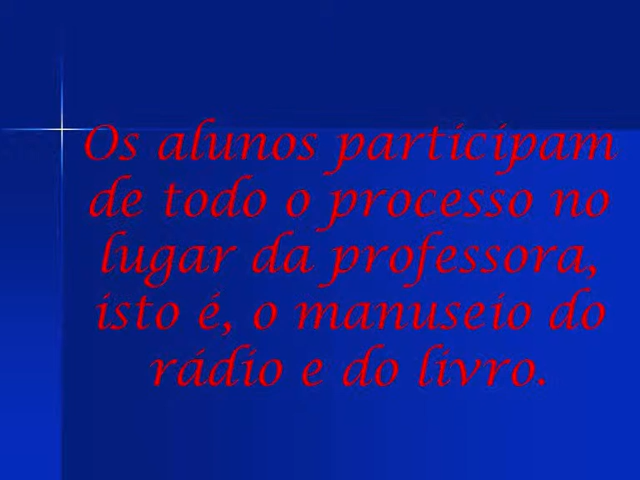 Os alunos participam
de todo o processo no
lugar da professora,
isto é, o manuseio do
rádio e do livro.